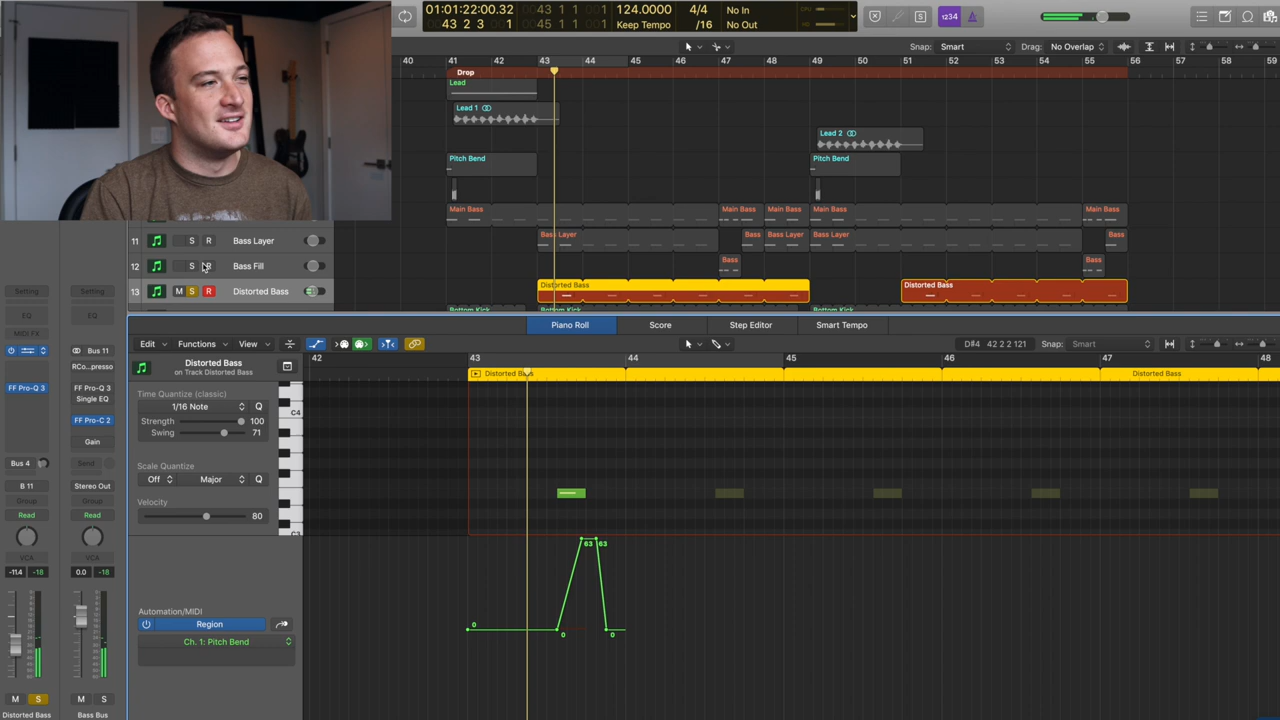 01:01:22:00.32 43 1 1 124.0000 4/4 No In
43 2 3 001 45 1 1 001 Keep Tempo /16 No Out
1234
Snap: Smart Drag: No Overlap
40 41 42 43 44 45 46 47 48 49 50 51 52 53 54 55 56 57 58 59
Drop
Lead
Lead 1
Lead 2
Pitch Bend Pitch Bend
Main Bass Main Bass Main Bass Main Bass Main Bass
11 S R Bass Layer Bass Layer Bass Bass Layer Bass Layer Bass
12 S R Bass Fill Bass Bass
13 M S R Distorted Bass Distorted Bass Distorted Bass
Piano Roll Score Step Editor Smart Tempo
Edit Functions View D#4 42 2 2 121 Snap: Smart
42 43 44 45 46 47 48
Distorted Bass
on Track Distorted Bass
Distorted Bass Distorted Bass
Time Quantize (classic)
1/16 Note Q
Strength 100
Swing 71
Scale Quantize
Off Major Q
Velocity
80
C4
C3
0 0 63 63 0
Automation/MIDI
Region
Ch. 1: Pitch Bend
Setting Setting
EQ EQ
MIDI FX
Bus 11
RCo...presso
FF Pro-Q 3 FF Pro-Q 3
Single EQ
FF Pro-C 2
Gain
Bus 4 Send
B 11 Stereo Out
Group Group
Read Read
VCA VCA
-11.4 -18 0.0 -18
M S M S
Distorted Bass Bass Bus